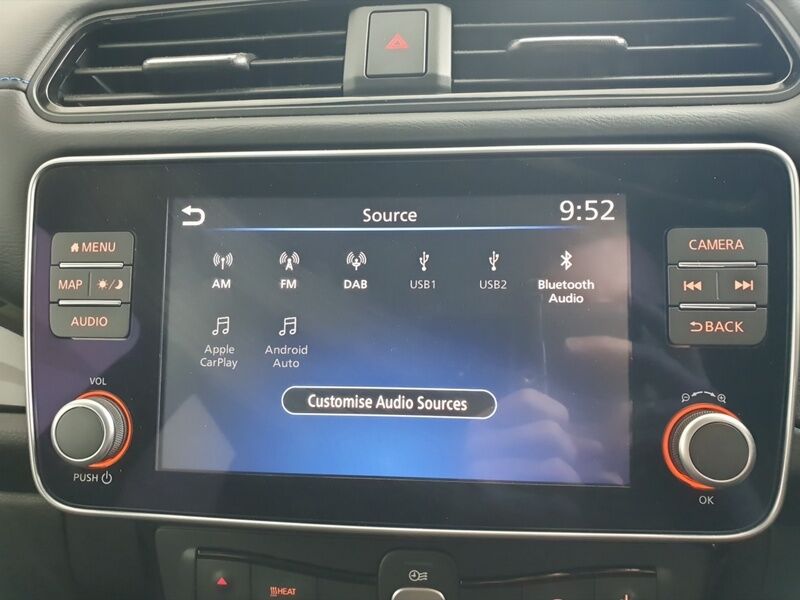 Source
9:52
MENU
MAP
AUDIO
VOL
PUSH
AM
FM
DAB
USB1
USB2
Bluetooth
Audio
Apple
CarPlay
Android
Auto
Customise Audio Sources
CAMERA
BACK
OK
HEAT